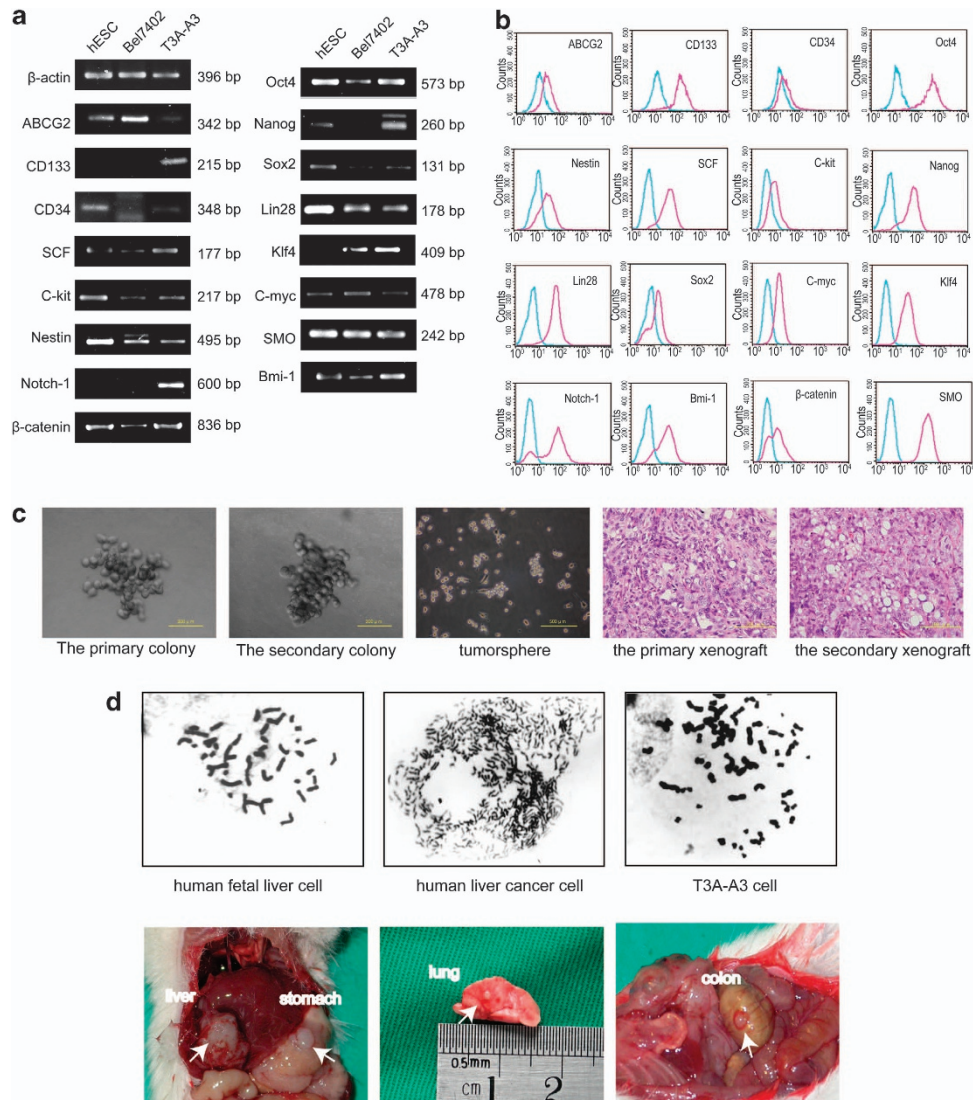 a
hESC
Bel7402
T3A-A3
β-actin 396 bp
ABCG2 342 bp
CD133 215 bp
CD34 348 bp
SCF 177 bp
C-kit 217 bp
Nestin 495 bp
Notch-1 600 bp
β-catenin 836 bp
hESC
Bel7402
T3A-A3
Oct4 573 bp
Nanog 260 bp
Sox2 131 bp
Lin28 178 bp
Klf4 409 bp
C-myc 478 bp
SMO 242 bp
Bmi-1
b
ABCG2
CD133
CD34
Oct4
Nestin
SCF
C-kit
Nanog
Lin28
Sox2
C-myc
Klf4
Notch-1
Bmi-1
β-catenin
SMO
Counts
c
The primary colony
The secondary colony
tumorsphere
the primary xenograft
the secondary xenograft
d
human fetal liver cell
human liver cancer cell
T3A-A3 cell
liver
stomach
lung
0.5mm
cm 1 2
colon